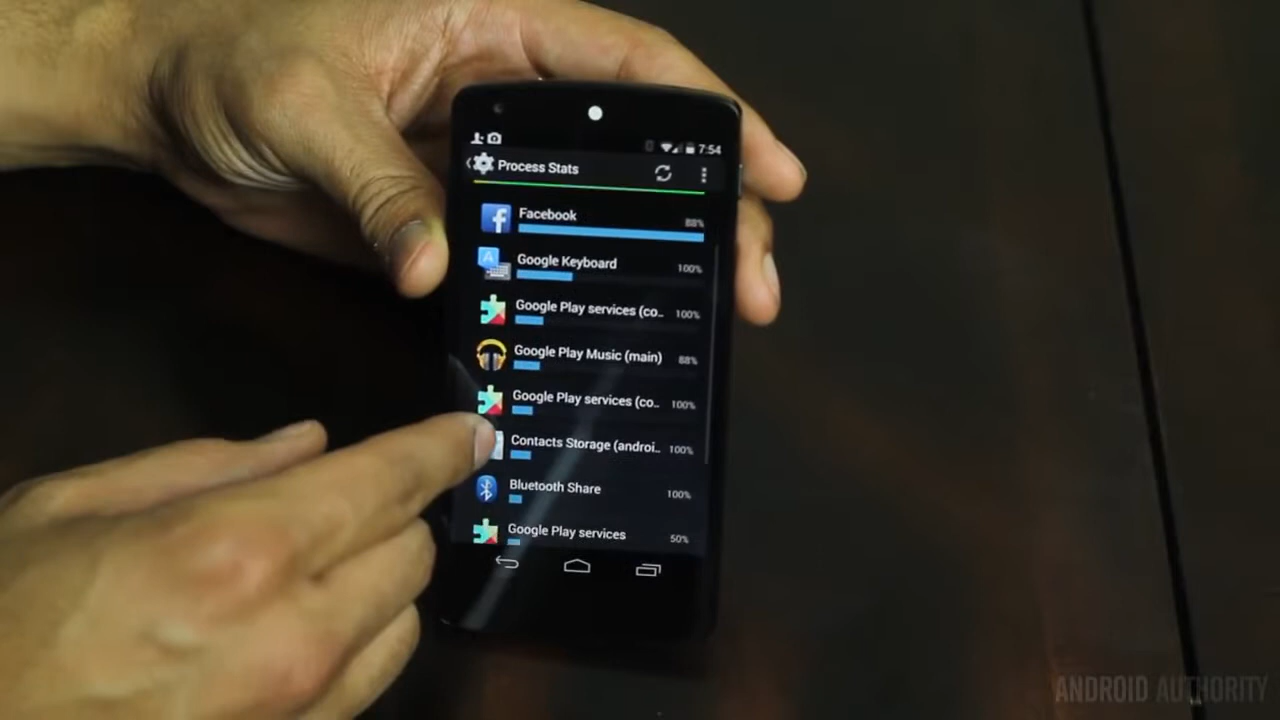 7:54
Process Stats
Facebook
88%
Google Keyboard
100%
Google Play services (co..
100%
Google Play Music (main)
88%
Google Play services (co..
100%
Contacts Storage (androi..
100%
Bluetooth Share
100%
Google Play services
50%
ANDROID AUTHORITY